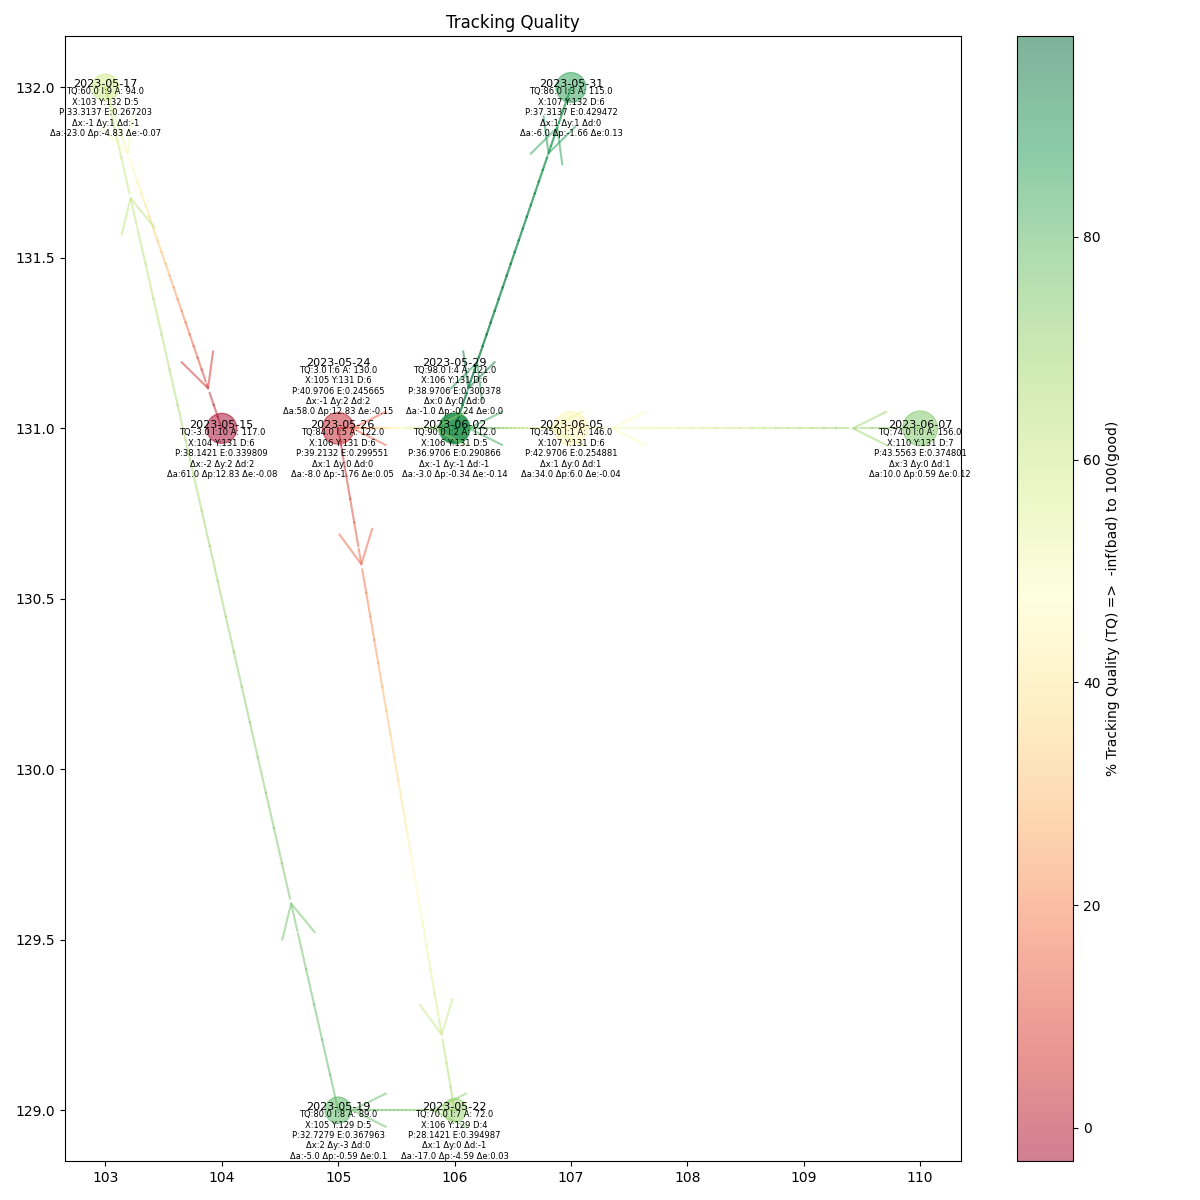 Tracking Quality
2023-05-17
TQ:60.0 I:9 A: 94.0
X:103 Y:132 D:5
P:33.3137 E:0.267203
Δx:-1 Δy:1 Δd:-1
Δa:-23.0 Δp:-4.83 Δe:-0.07
2023-05-31
TQ:86.0 I:3 A: 115.0
X:107 Y:132 D:6
P:37.3137 E:0.429472
Δx:1 Δy:1 Δd:0
Δa:-6.0 Δp:-1.66 Δe:0.13
2023-05-24
TQ:3.0 I:6 A: 130.0
X:105 Y:131 D:6
P:40.9706 E:0.245665
Δx:-1 Δy:2 Δd:2
Δa:58.0 Δp:12.83 Δe:-0.15
2023-05-29
TQ:98.0 I:4 A: 121.0
X:106 Y:131 D:6
P:38.9706 E:0.300378
Δx:0 Δy:0 Δd:0
Δa:-1.0 Δp:-0.24 Δe:0.0
2023-05-15
TQ:-3.0 I:10 A: 117.0
X:104 Y:131 D:6
P:38.1421 E:0.339809
Δx:-2 Δy:2 Δd:2
Δa:61.0 Δp:12.83 Δe:-0.08
2023-05-26
TQ:84.0 I:5 A: 122.0
X:106 Y:131 D:6
P:39.2132 E:0.299551
Δx:1 Δy:0 Δd:0
Δa:-8.0 Δp:-1.76 Δe:0.05
2023-06-02
TQ:90.0 I:2 A: 112.0
X:106 Y:131 D:5
P:36.9706 E:0.290866
Δx:-1 Δy:-1 Δd:-1
Δa:-3.0 Δp:-0.34 Δe:-0.14
2023-06-05
TQ:45.0 I:1 A: 146.0
X:107 Y:131 D:6
P:42.9706 E:0.254881
Δx:1 Δy:0 Δd:1
Δa:34.0 Δp:6.0 Δe:-0.04
2023-06-07
TQ:74.0 I:0 A: 156.0
X:110 Y:131 D:7
P:43.5563 E:0.374801
Δx:3 Δy:0 Δd:1
Δa:10.0 Δp:0.59 Δe:0.12
2023-05-19
TQ:80.0 I:8 A: 89.0
X:105 Y:129 D:5
P:32.7279 E:0.367963
Δx:2 Δy:-3 Δd:0
Δa:-5.0 Δp:-0.59 Δe:0.1
2023-05-22
TQ:70.0 I:7 A: 72.0
X:106 Y:129 D:4
P:28.1421 E:0.394987
Δx:1 Δy:0 Δd:-1
Δa:-17.0 Δp:-4.59 Δe:0.03
132.0
131.5
131.0
130.5
130.0
129.5
129.0
103 104 105 106 107 108 109 110
80
60
40
20
0
% Tracking Quality (TQ) => -inf(bad) to 100(good)